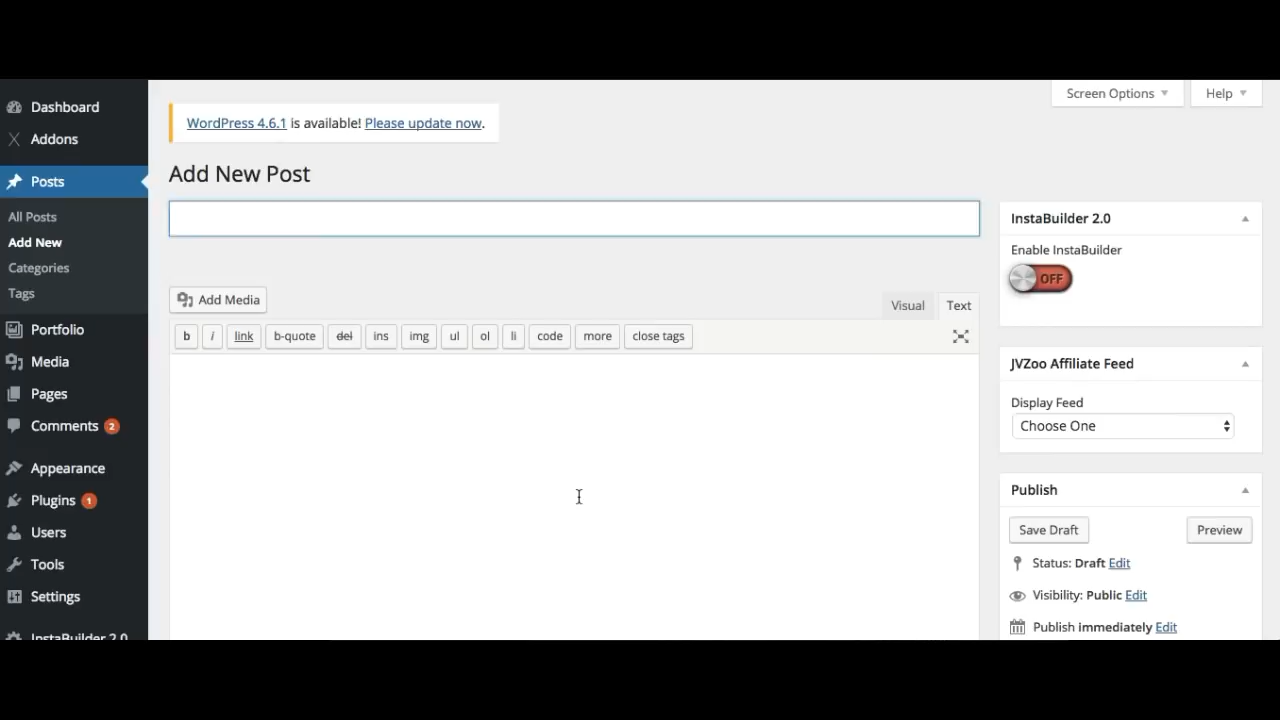 Screen Options
Help
WordPress 4.6.1 is available! Please update now.
Add New Post
Dashboard
Addons
Posts
All Posts
Add New
Categories
Tags
Portfolio
Media
Pages
Comments 2
Appearance
Plugins 1
Users
Tools
Settings
InstaBuilder 2.0
Add Media
Visual
Text
b
i
link
b-quote
del
ins
img
ul
ol
li
code
more
close tags
InstaBuilder 2.0
Enable InstaBuilder
OFF
JVZoo Affiliate Feed
Display Feed
Choose One
Publish
Save Draft
Preview
Status: Draft Edit
Visibility: Public Edit
Publish immediately Edit